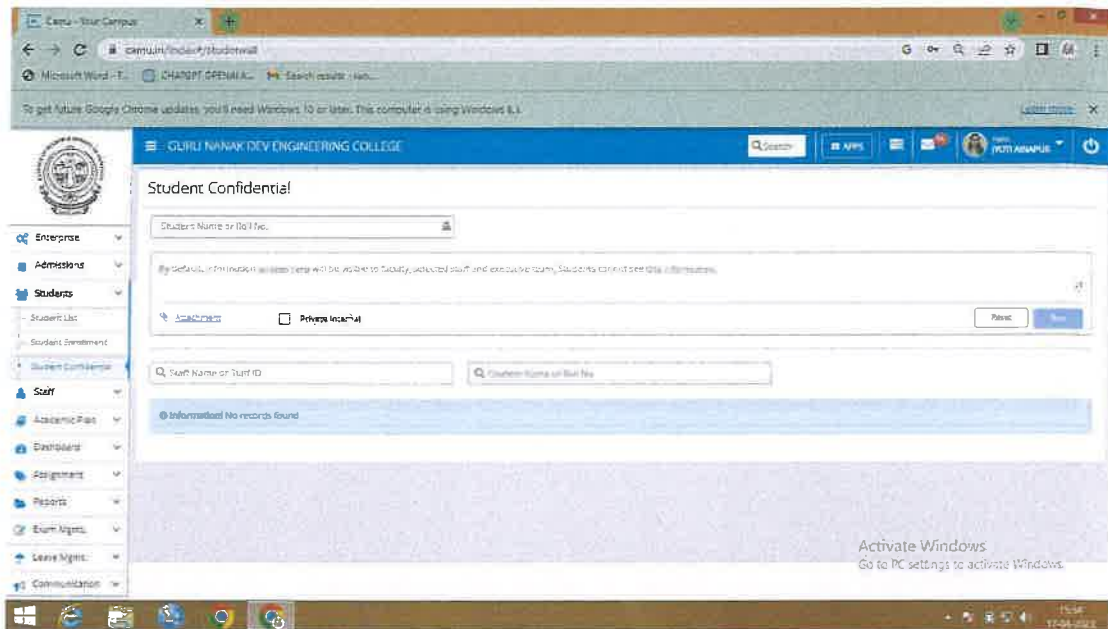 Camu - Your Campus
camu.in/index#/studentwall
Microsoft Word - T... CHATGPT OPENAI A... Search results -
To get future Google Chrome updates, you'll need Windows 10 or later. This computer is using Windows 8.1. Learn more
GURU NANAK DEV ENGINEERING COLLEGE Search APPS JYOTI AINAPUR
Student Confidential
Student Name or Roll No.
Enterprise
Admissions
By default, information access here will be visible to faculty, selected staff and executive team, Students cannot see this information.
Students
Student List
Attachment Private Internal Reset
Student Enrollment
Student Confidential
Staff Name or Staff ID Student Name or Roll No
Staff
Academic Plan
Information! No records found
Dashboard
Assignment
Reports
Exam Mgmt.
Leave Mgmt.
Communication
Activate Windows
Go to PC settings to activate Windows.